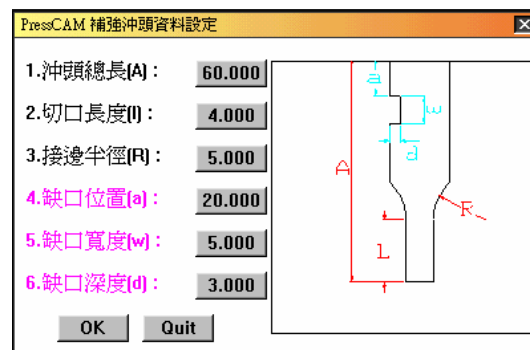 PressCAM 補強沖頭資料設定
1.沖頭總長(A) : 60.000
2.切口長度(l) : 4.000
3.接邊半徑(R) : 5.000
4.缺口位置(a) : 20.000
5.缺口寬度(w) : 5.000
6.缺口深度(d) : 3.000
OK Quit
a
w
d
A
R
L